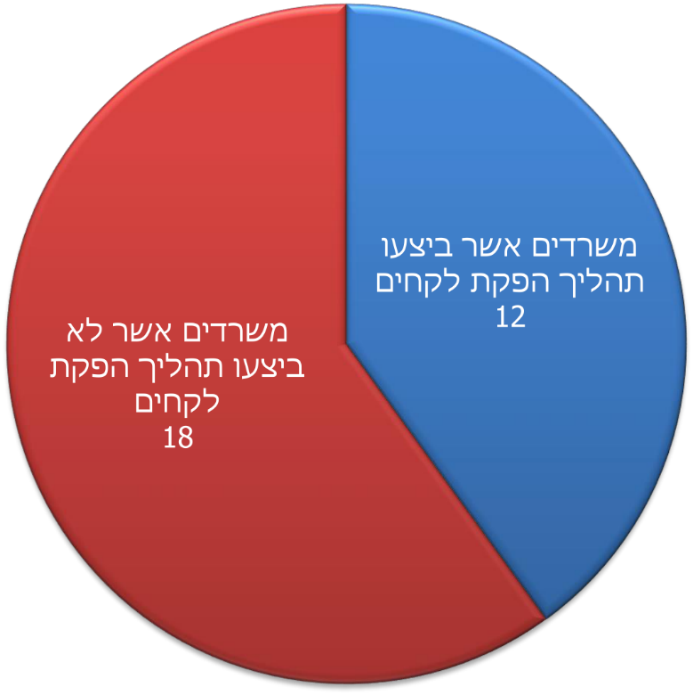 משרדים אשר ביצעו
תהליך הפקת לקחים
12
משרדים אשר לא
ביצעו תהליך הפקת
לקחים
18